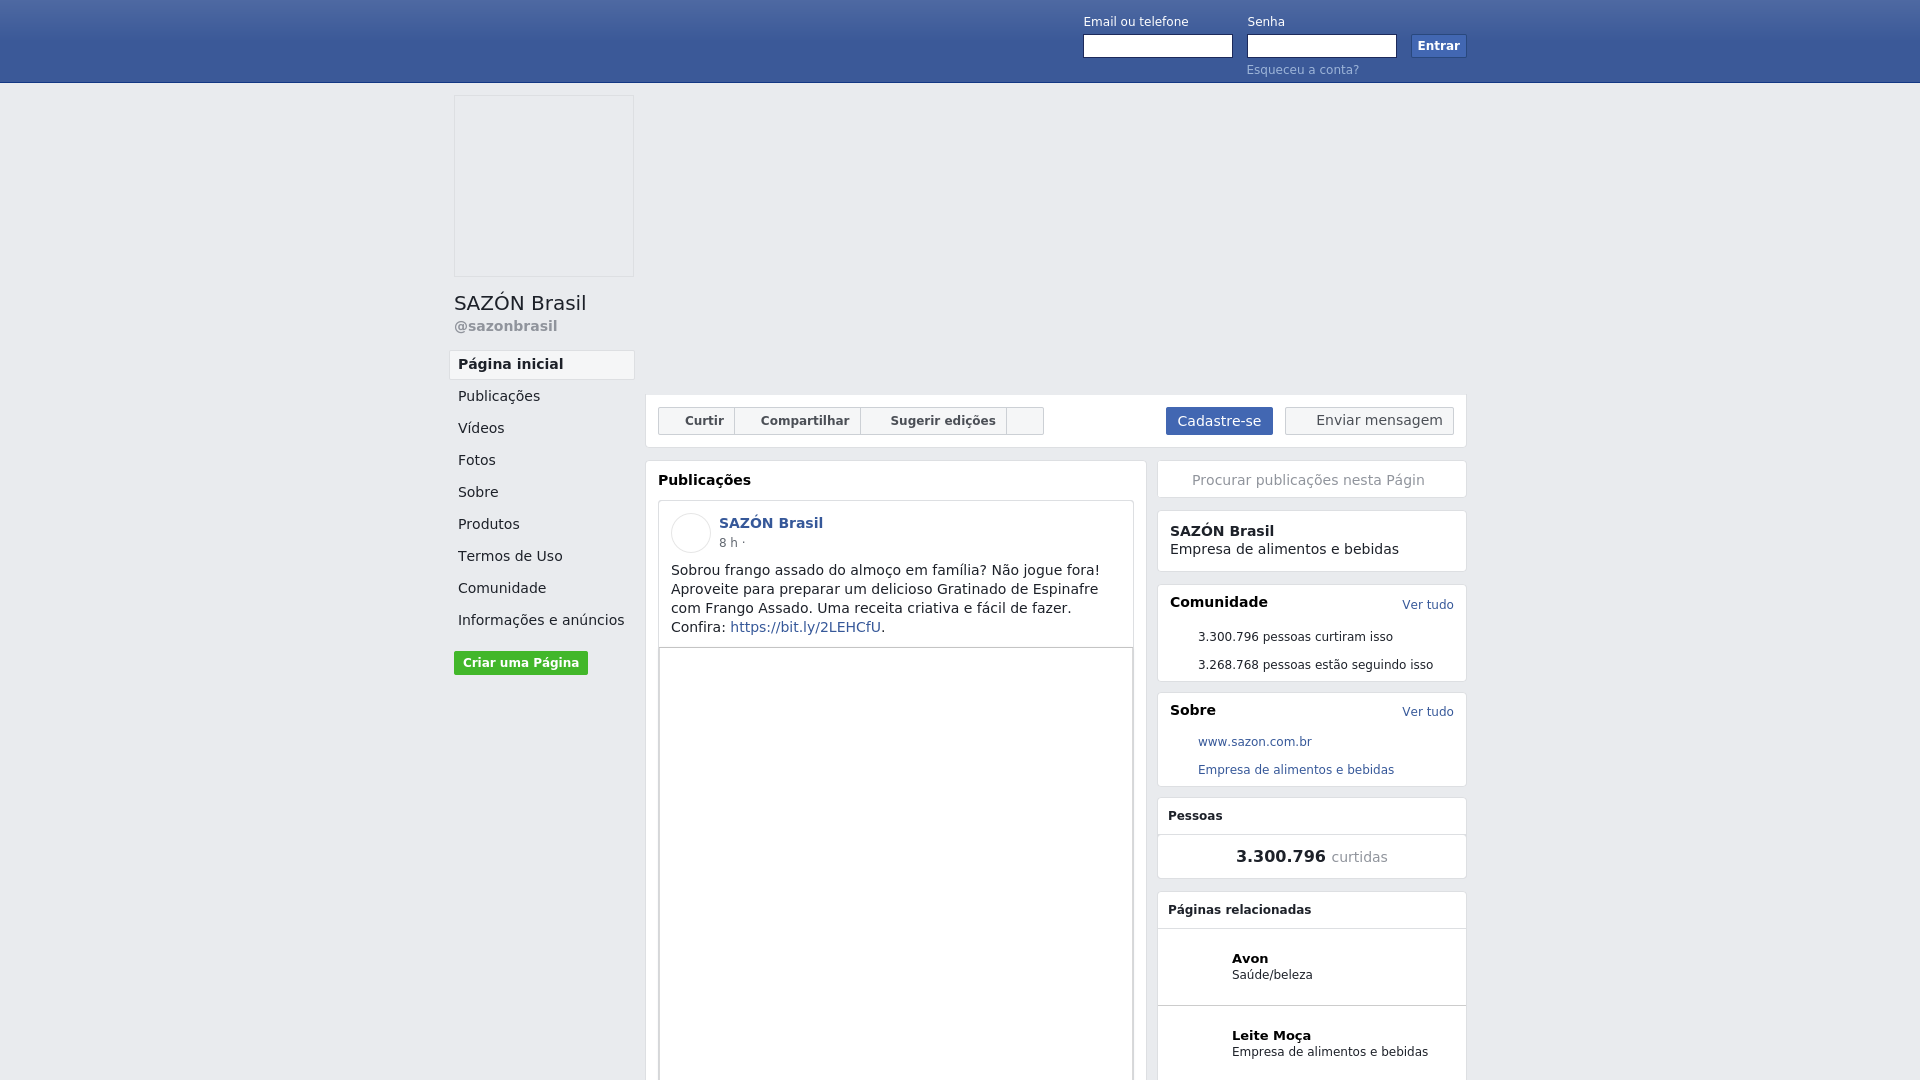 Email ou telefone
Senha
Entrar
Esqueceu a conta?
SAZÓN Brasil
@sazonbrasil
Página inicial
Publicações
Vídeos
Fotos
Sobre
Produtos
Termos de Uso
Comunidade
Informações e anúncios
Criar uma Página
Curtir
Compartilhar
Sugerir edições
Cadastre-se
Enviar mensagem
Publicações
SAZÓN Brasil
8 h ·
Sobrou frango assado do almoço em família? Não jogue fora!
Aproveite para preparar um delicioso Gratinado de Espinafre
com Frango Assado. Uma receita criativa e fácil de fazer.
Confira: https://bit.ly/2LEHCfU.
Procurar publicações nesta Págin
SAZÓN Brasil
Empresa de alimentos e bebidas
Comunidade
Ver tudo
3.300.796 pessoas curtiram isso
3.268.768 pessoas estão seguindo isso
Sobre
Ver tudo
www.sazon.com.br
Empresa de alimentos e bebidas
Pessoas
3.300.796 curtidas
Páginas relacionadas
Avon
Saúde/beleza
Leite Moça
Empresa de alimentos e bebidas